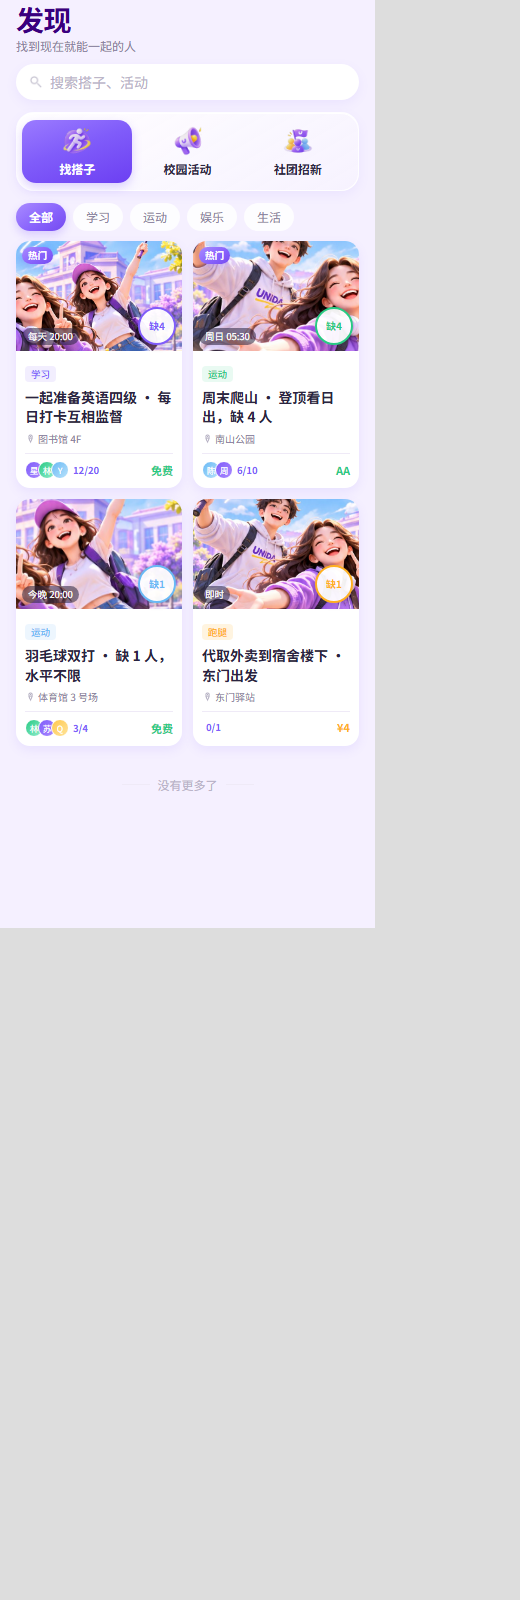 发现
找到现在就能一起的人
搜索搭子、活动
找搭子
校园活动
社团招新
全部
学习
运动
娱乐
生活
热门
每天 20:00
缺4
学习
一起准备英语四级 · 每
日打卡互相监督
图书馆 4F
星 林 Y 12/20
免费
热门
UNiDA
周日 05:30
缺4
运动
周末爬山 · 登顶看日
出，缺 4 人
南山公园
陈 周 6/10
AA
今晚 20:00
缺1
运动
羽毛球双打 · 缺 1 人，
水平不限
体育馆 3 号场
林 苏 Q 3/4
免费
UNiDA
即时
缺1
跑腿
代取外卖到宿舍楼下 ·
东门出发
东门驿站
0/1
¥4
没有更多了